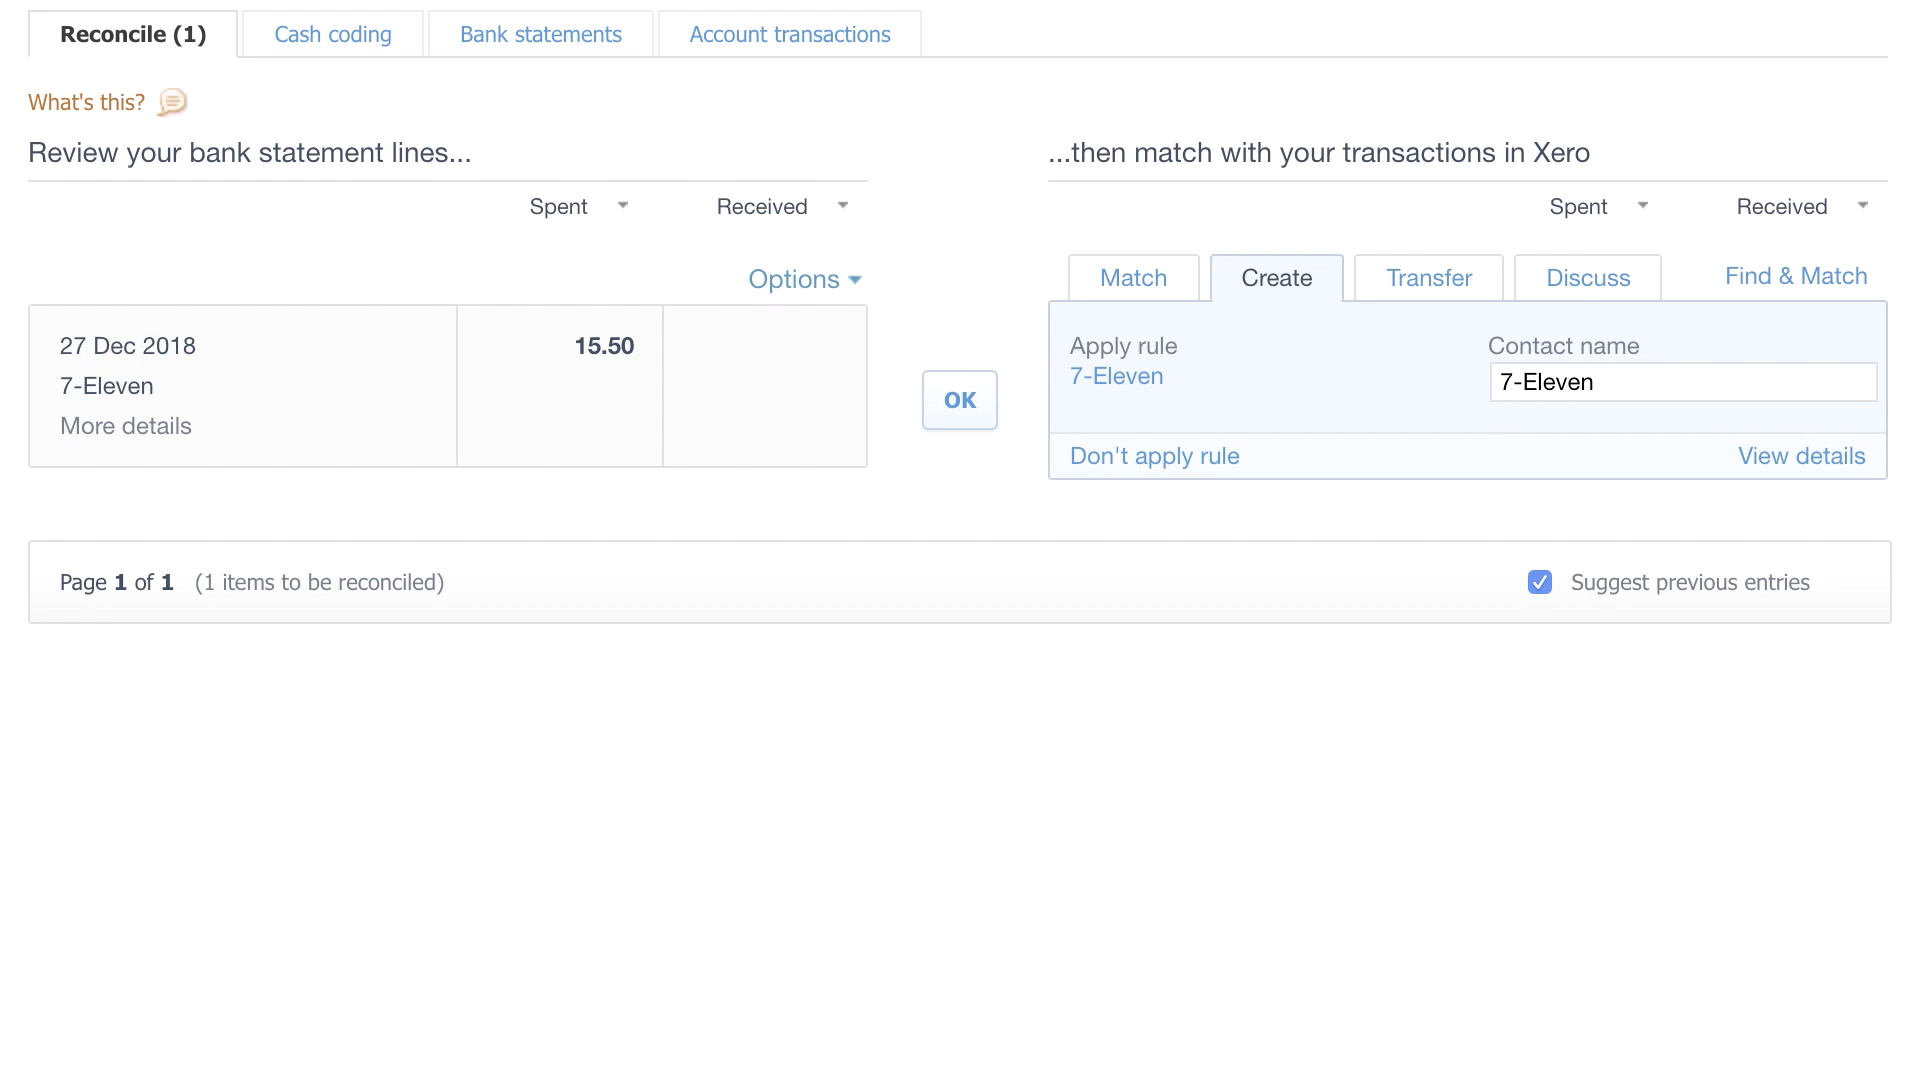 Reconcile (1) Cash coding Bank statements Account transactions
What's this?
Review your bank statement lines...
Spent Received
Options
27 Dec 2018 15.50
7-Eleven
More details
OK
...then match with your transactions in Xero
Spent Received
Match Create Transfer Discuss Find & Match
Apply rule
7-Eleven
Contact name
7-Eleven
Don't apply rule View details
Page 1 of 1 (1 items to be reconciled) Suggest previous entries